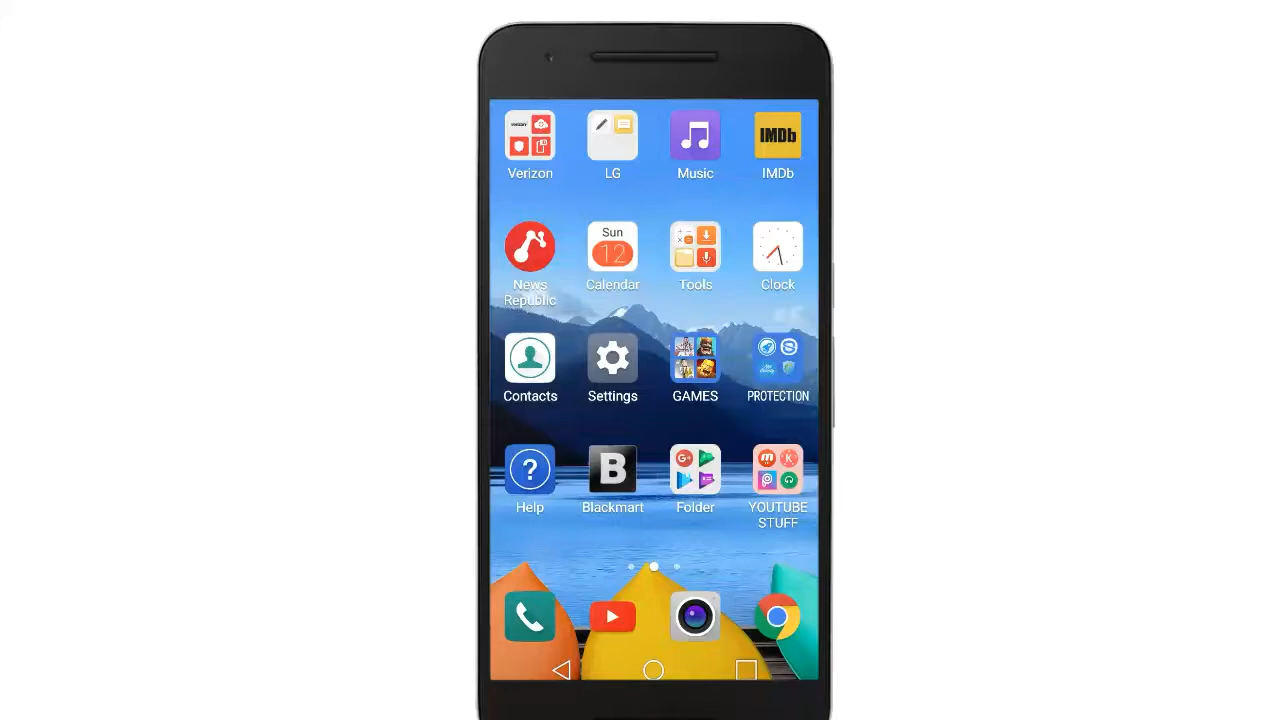 Verizon
LG
Music
IMDb
IMDb
News
Republic
Sun
12
Calendar
Tools
Clock
Contacts
Settings
GAMES
PROTECTION
?
Help
B
Blackmart
Folder
YOUTUBE
STUFF